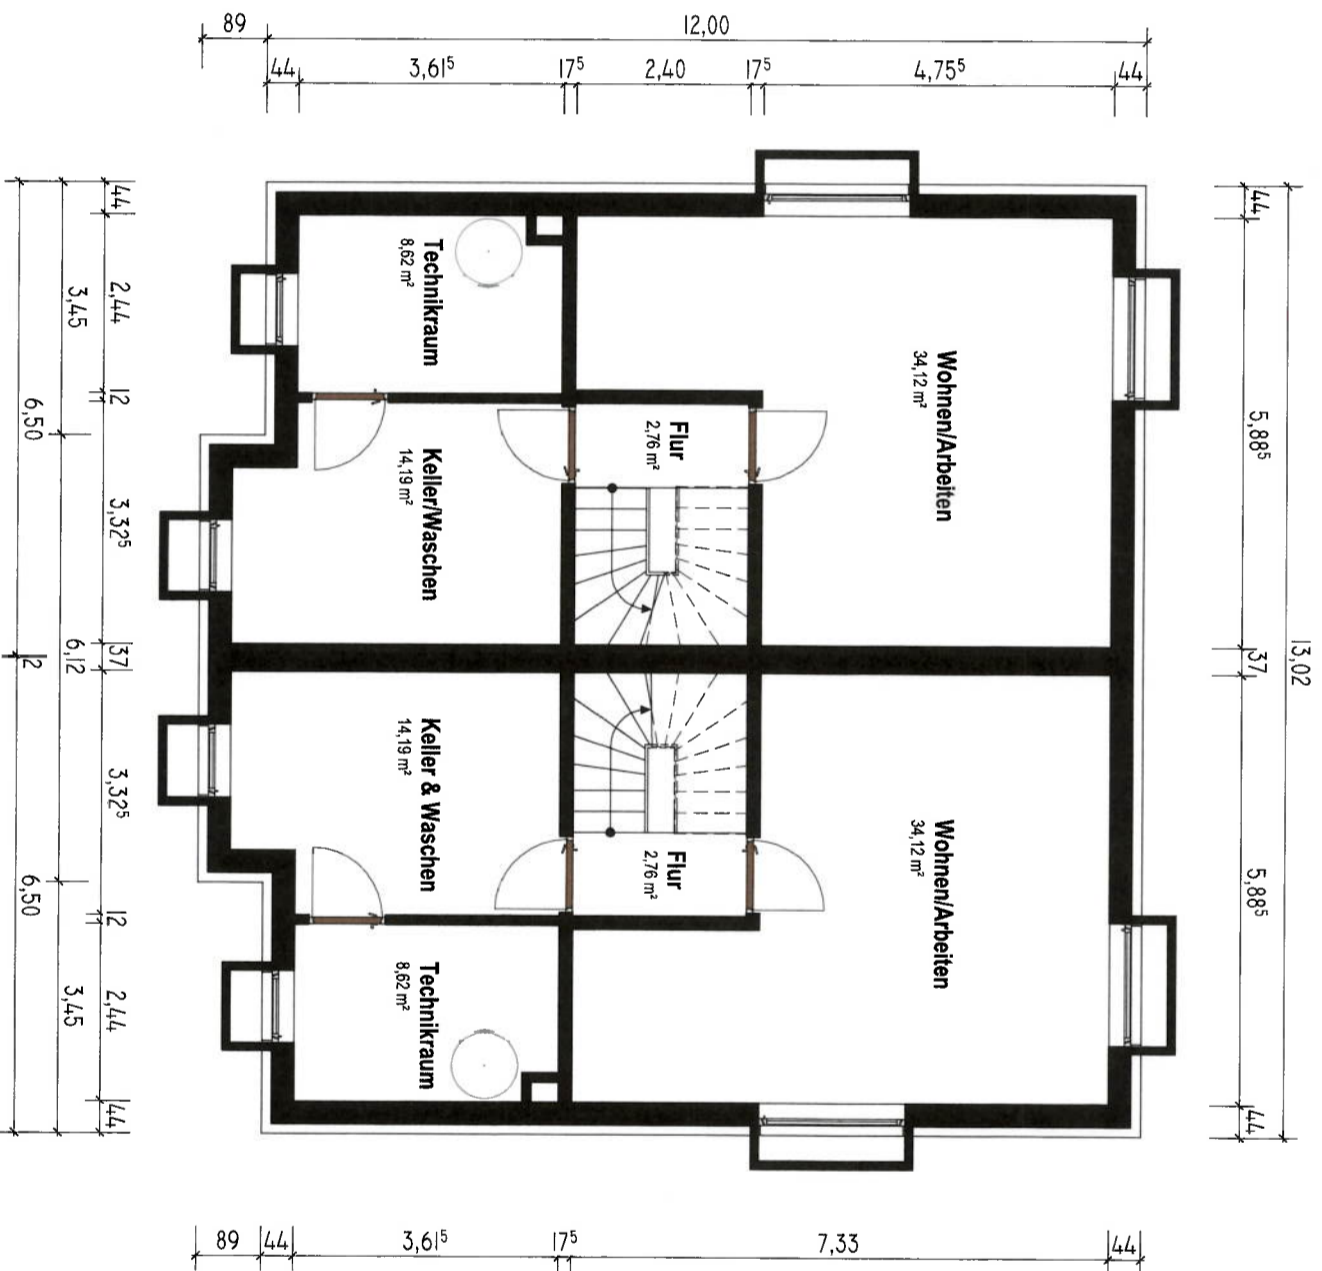 89
12,00
44
3,61⁵
17⁵
2,40
17⁵
4,75⁵
44
44
2,44
12
3,32⁵
37
3,32⁵
12
2,44
44
3,45
6,12
3,45
6,50
2
6,50
44
5,88⁵
37
5,88⁵
44
13,02
Technikraum
8,62 m²
Keller/Waschen
14,19 m²
Flur
2,76 m²
Wohnen/Arbeiten
34,12 m²
Keller & Waschen
14,19 m²
Flur
2,76 m²
Wohnen/Arbeiten
34,12 m²
Technikraum
8,62 m²
89
44
3,61⁵
17⁵
7,33
44